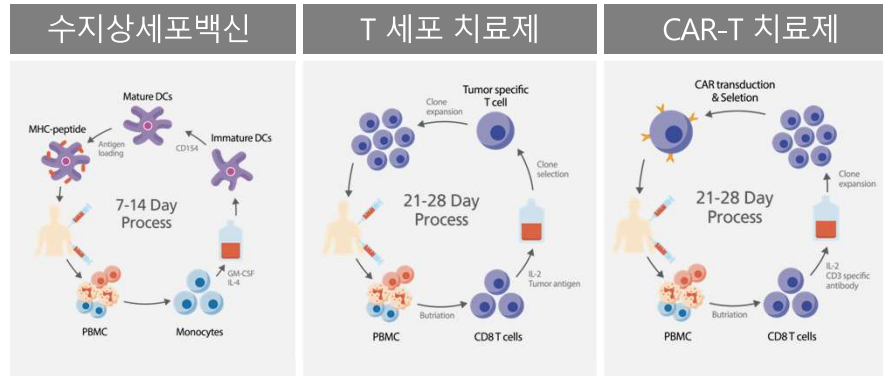 수지상세포백신
Mature DCs
MHC-peptide
Antigen
loading
CD154
Immature DCs
7-14 Day
Process
GM-CSF
IL-4
PBMC
Monocytes
T 세포 치료제
Tumor specific
T cell
Clone
expansion
Clone
selection
21-28 Day
Process
IL-2
Tumor antigen
Butriation
PBMC
CD8 T cells
CAR-T 치료제
CAR transduction
& Seletion
Clone
expansion
21-28 Day
Process
IL-2
CD3 specific
antibody
Butriation
PBMC
CD8 T cells